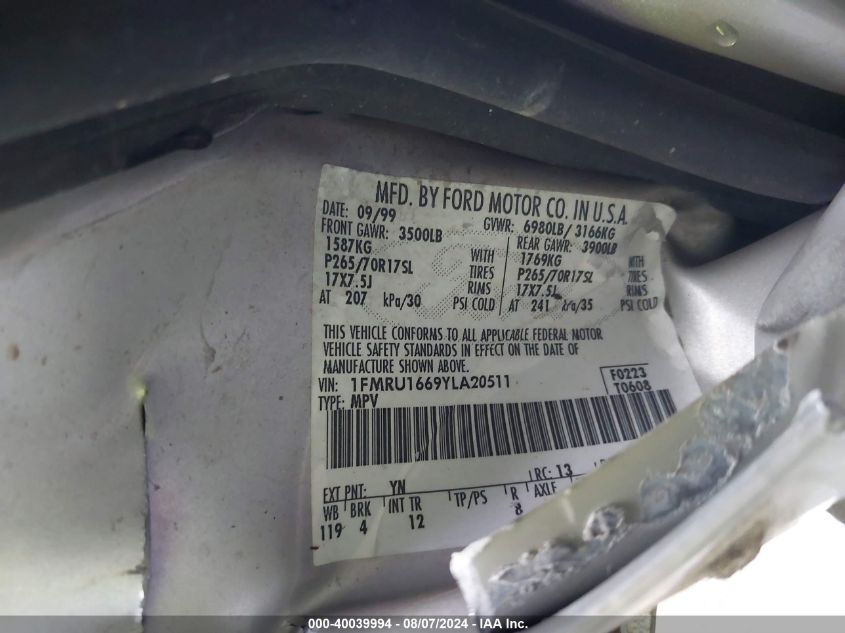 MFD. BY FORD MOTOR CO. IN U.S.A.
DATE: 09/99 GVWR: 6980LB/ 3166KG
FRONT GAWR: 3500LB REAR GAWR: 3900LB
1587KG WITH 1769KG WITH
P265/70R17SL TIRES P265/70R17SL TIRES
17X7.5J RIMS 17X7.5J RIMS
AT 207 kPa/30 PSI COLD AT 241 kPa/35 PSI COLD
THIS VEHICLE CONFORMS TO ALL APPLICABLE FEDERAL MOTOR
VEHICLE SAFETY STANDARDS IN EFFECT ON THE DATE OF
MANUFACTURE SHOWN ABOVE.
VIN: 1FMRU1669YLA20511 F0223
TYPE: MPV T0608
EXT PNT: YN RC: 13
WB BRK INT TR TP/PS R AXLE
119 4 12 8
000-40039994 - 08/07/2024 - IAA Inc.